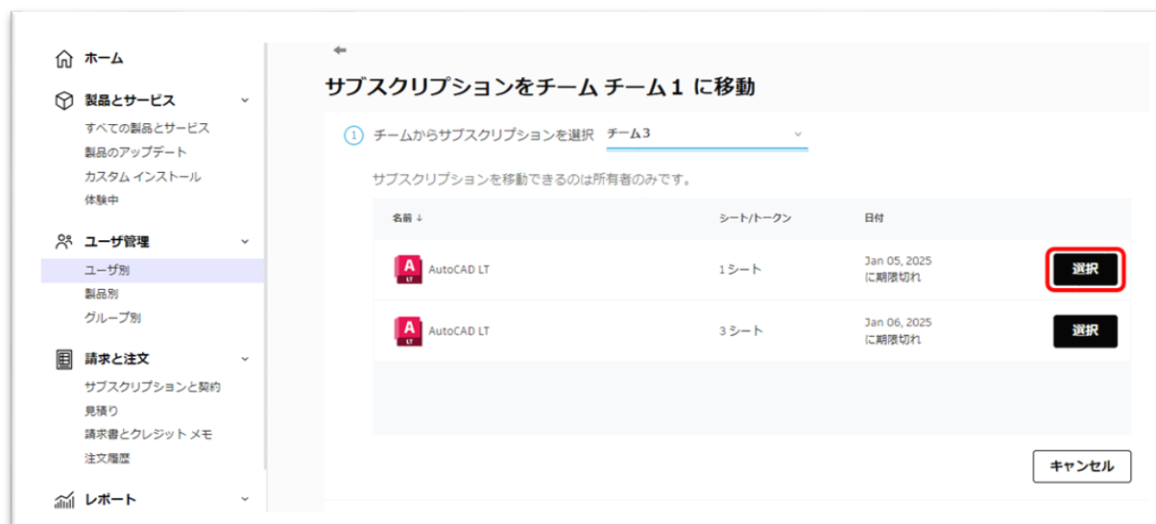 ホーム
製品とサービス
すべての製品とサービス
製品のアップデート
カスタム インストール
体験中
ユーザ管理
ユーザ別
製品別
グループ別
請求と注文
サブスクリプションと契約
見積り
請求書とクレジット メモ
注文履歴
レポート
サブスクリプションをチーム チーム1 に移動
1 チームからサブスクリプションを選択 チーム3
サブスクリプションを移動できるのは所有者のみです。
名前 ↓ シート/トークン 日付
A LT AutoCAD LT 1 シート Jan 05, 2025 選択
に期限切れ
A LT AutoCAD LT 3 シート Jan 06, 2025 選択
に期限切れ
キャンセル